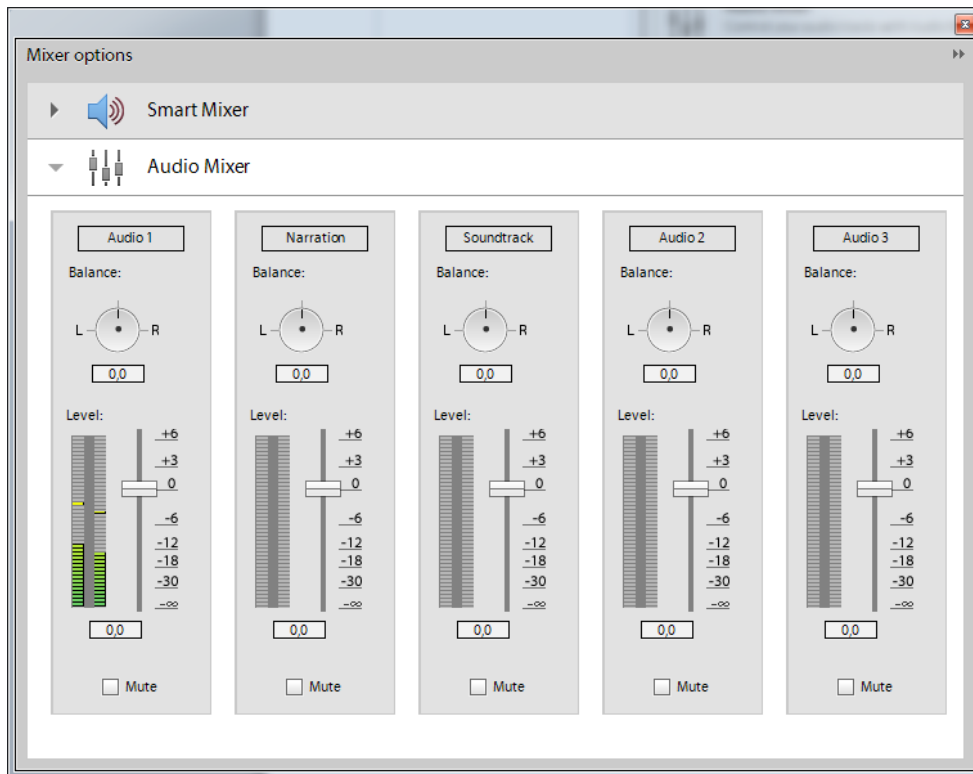 Mixer options
Smart Mixer
Audio Mixer
Audio 1 Narration Soundtrack Audio 2 Audio 3
Balance: Balance: Balance: Balance: Balance:
L R L R L R L R L R
0,0 0,0 0,0 0,0 0,0
Level: Level: Level: Level: Level:
+6 +6 +6 +6 +6
+3 +3 +3 +3 +3
0 0 0 0 0
-6 -6 -6 -6 -6
-12 -12 -12 -12 -12
-18 -18 -18 -18 -18
-30 -30 -30 -30 -30
-∞ -∞ -∞ -∞ -∞
0,0 0,0 0,0 0,0 0,0
Mute Mute Mute Mute Mute